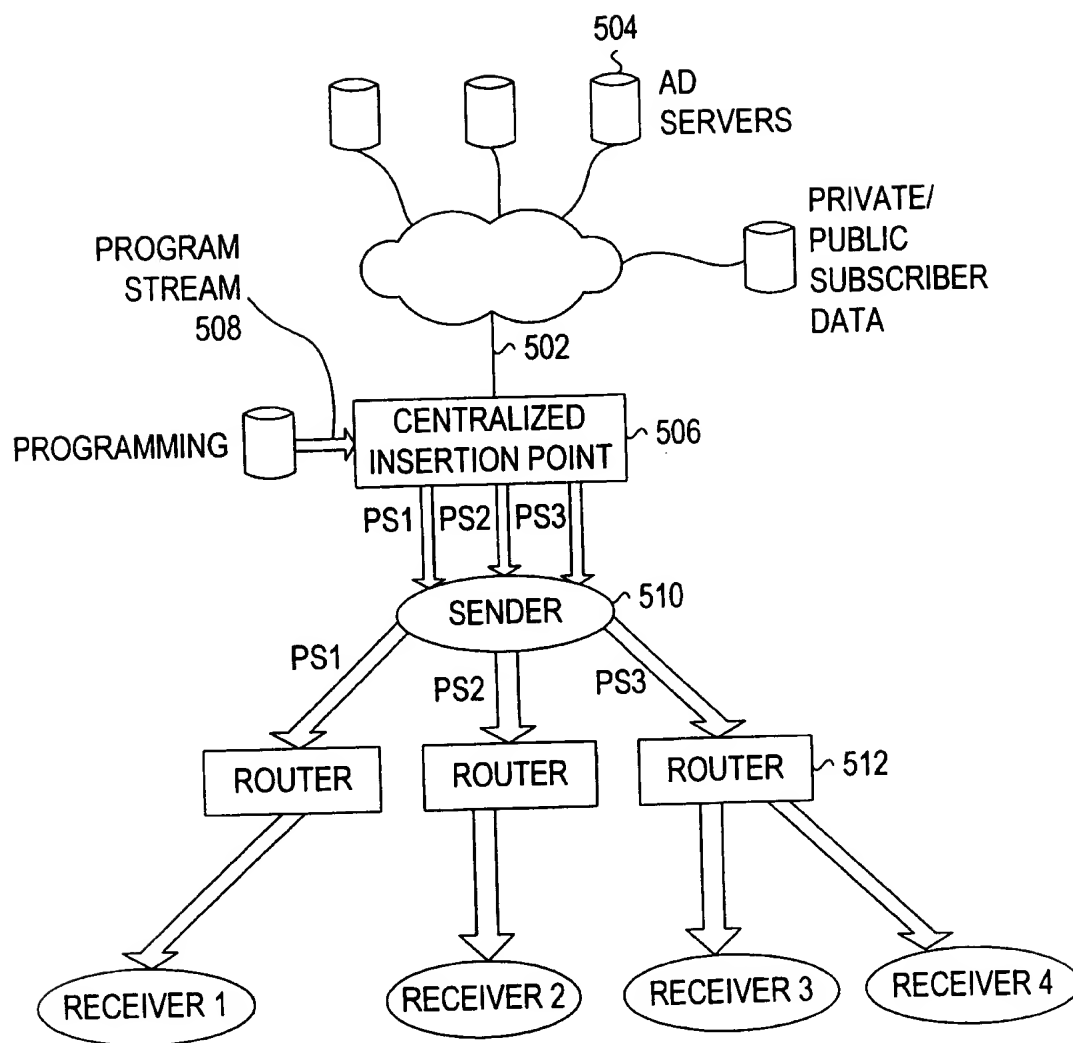 504
AD
SERVERS
PRIVATE/
PUBLIC
SUBSCRIBER
DATA
PROGRAM
STREAM
508
502
PROGRAMMING
CENTRALIZED
INSERTION POINT
506
PS1
PS2
PS3
SENDER
510
PS1
PS2
PS3
ROUTER
ROUTER
ROUTER
512
RECEIVER 1
RECEIVER 2
RECEIVER 3
RECEIVER 4